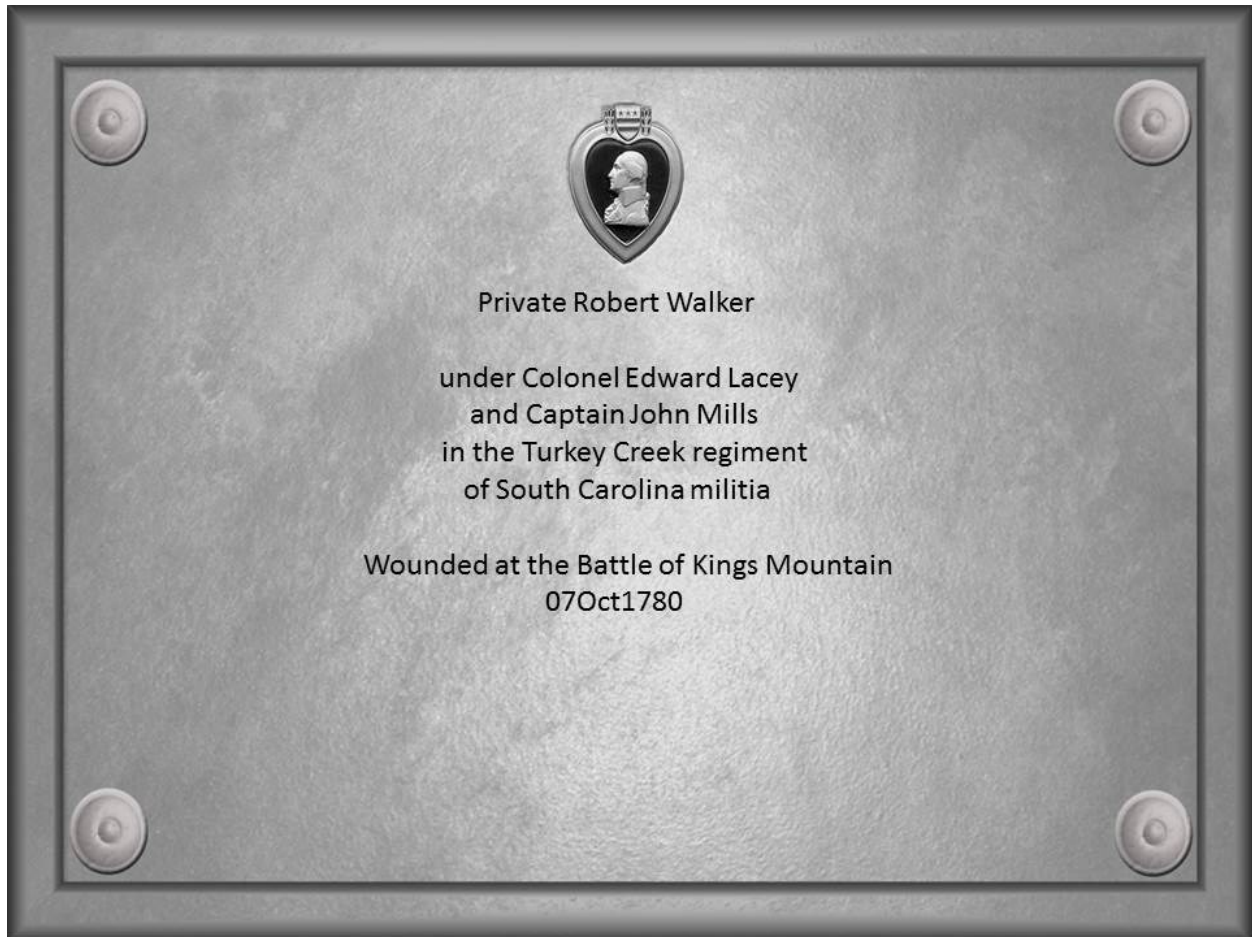 Private Robert Walker
under Colonel Edward Lacey
and Captain John Mills
in the Turkey Creek regiment
of South Carolina militia
Wounded at the Battle of Kings Mountain
07Oct1780